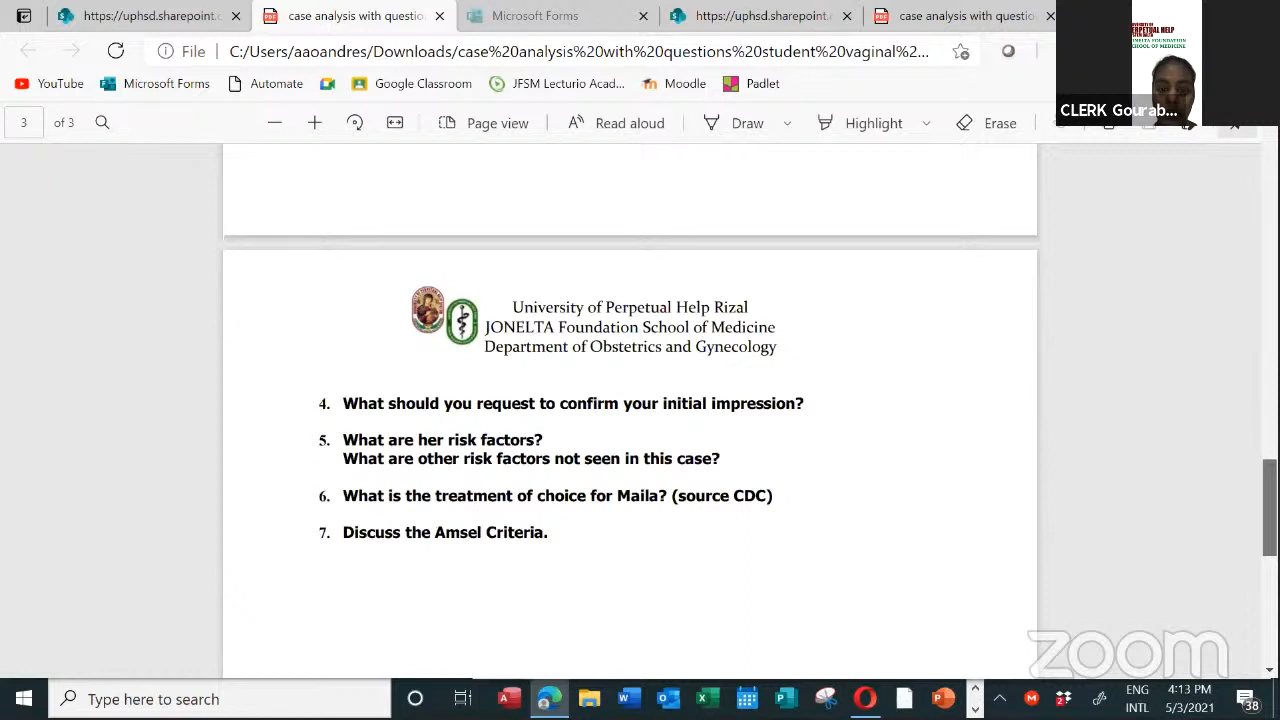 https://uphsd.sharepoint.c
case analysis with questio
Microsoft Forms
https://uphsd.sharepoint.c
case analysis with questio
File
C:/Users/aaoandres/Downloa
%20analysis%20with%20questions%20student%20vaginal%2...
YouTube
Microsoft Forms
Automate
Google Classroom
JFSM Lecturio Acad...
Moodle
Padlet
3
of 3
Page view
Read aloud
Draw
Highlight
Erase
PERPETUAL HELP
SCHOOL OF MEDICINE
CLERK Gourab...
University of Perpetual Help Rizal
JONELTA Foundation School of Medicine
Department of Obstetrics and Gynecology
4. What should you request to confirm your initial impression?
5. What are her risk factors?
What are other risk factors not seen in this case?
6. What is the treatment of choice for Maila? (source CDC)
7. Discuss the Amsel Criteria.
zoom
Type here to search
ENG
INTL
4:13 PM
5/3/2021
38